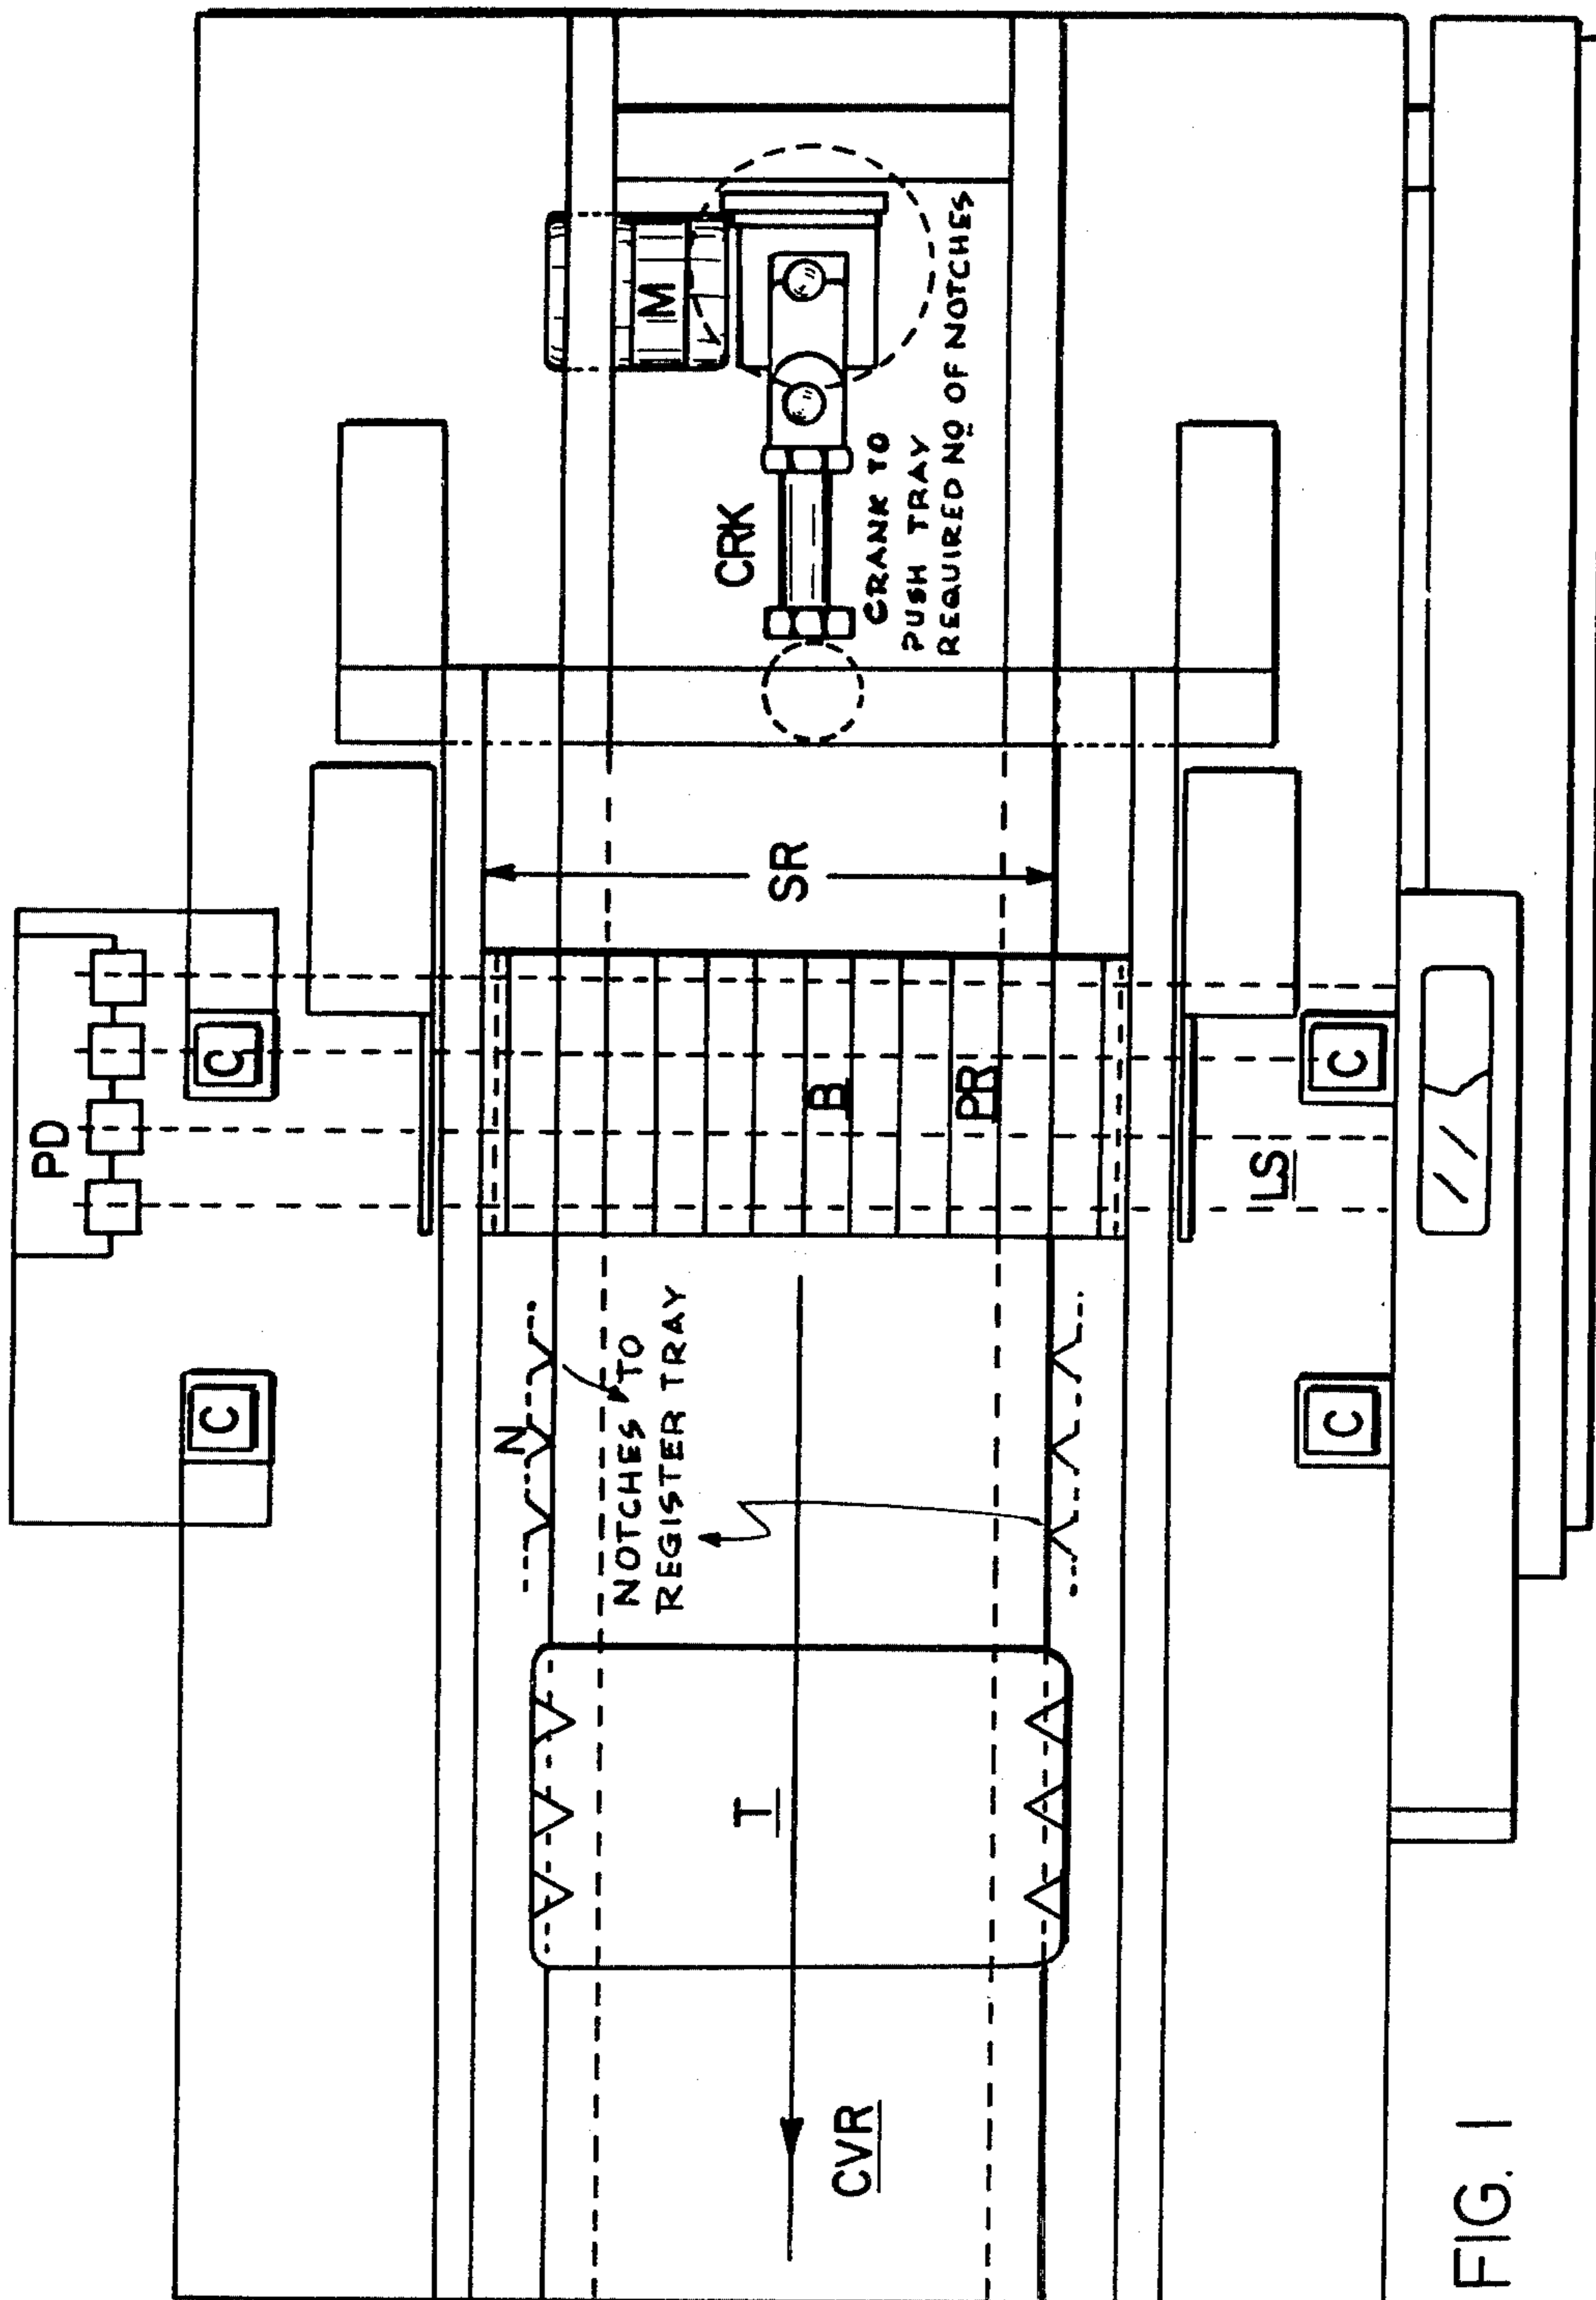 PD
C
C
N
NOTCHES TO
REGISTER TRAY
M
CRK
CRANK TO
PUSH TRAY
REQUIRED NO OF NOTCHES
SR
B
PR
T
CVR
LS
C
C
FIG. 1